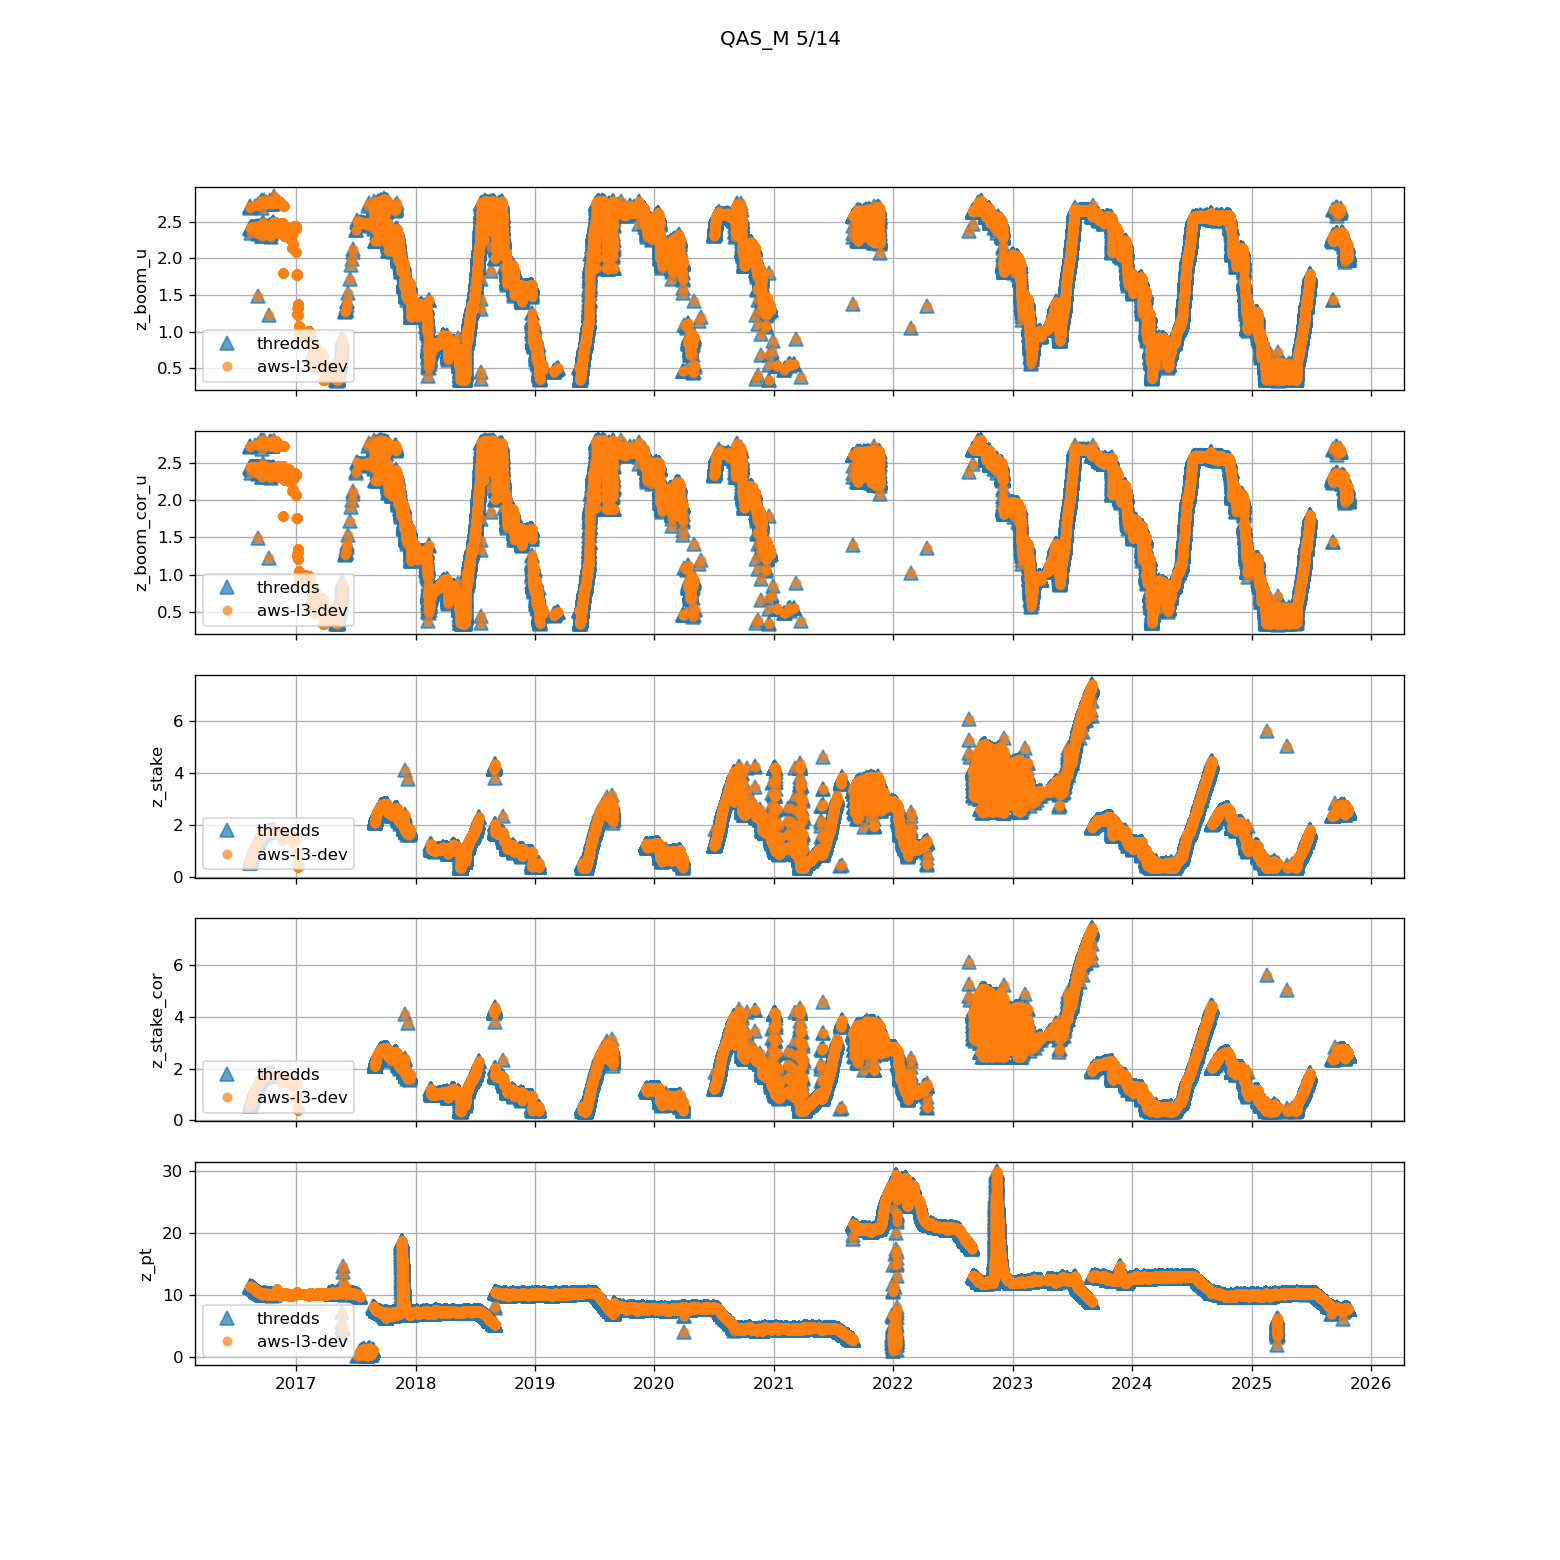 QAS_M 5/14
z_boom_u
2.5
2.0
1.5
1.0
0.5
thredds
aws-l3-dev
z_boom_cor_u
2.5
2.0
1.5
1.0
0.5
thredds
aws-l3-dev
z_stake
6
4
2
0
thredds
aws-l3-dev
z_stake_cor
6
4
2
0
thredds
aws-l3-dev
z_pt
30
20
10
0
thredds
aws-l3-dev
2017 2018 2019 2020 2021 2022 2023 2024 2025 2026